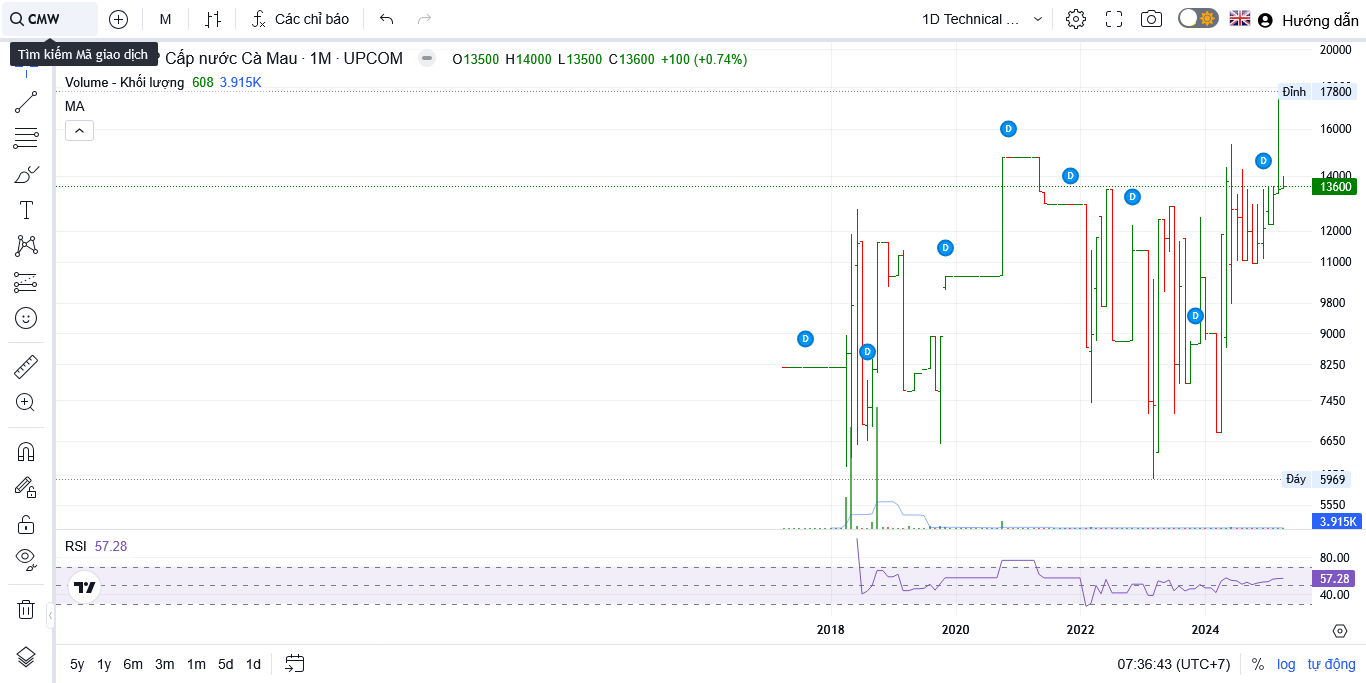 CMW
M
Các chỉ báo
1D Technical ...
Hướng dẫn
Tìm kiếm Mã giao dịch
Cấp nước Cà Mau · 1M · UPCOM
O13500 H14000 L13500 C13600 +100 (+0.74%)
Volume - Khối lượng 608 3.915K
MA
20000
Đỉnh 17800
16000
14000
13600
12000
11000
9800
9000
8250
7450
6650
Đáy 5969
5550
3.915K
D
D
D
D
D
D
D
D
RSI 57.28
80.00
57.28
40.00
2018 2020 2022 2024
5y 1y 6m 3m 1m 5d 1d
07:36:43 (UTC+7) % log tự động